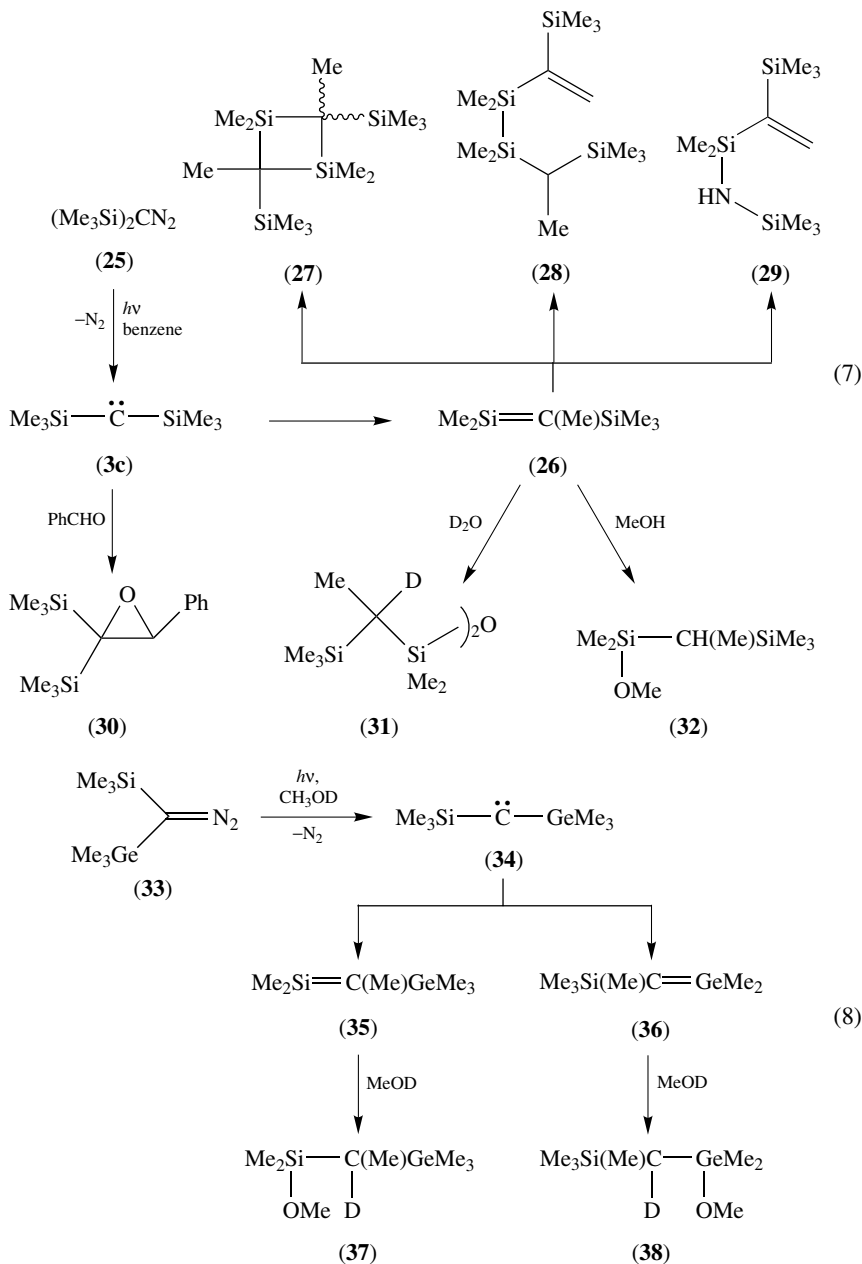 SiMe3
Me
SiMe3
Me2Si
SiMe3
Me2Si
Me2Si
SiMe3
Me
SiMe2
Me2Si
HN
(Me3Si)2CN2
SiMe3
Me
SiMe3
(25)
(27)
(28)
(29)
−N2
hν
benzene
(7)
Me3Si C SiMe3
Me2Si C(Me)SiMe3
(3c)
(26)
PhCHO
D2O
MeOH
Me
D
O
Ph
Me3Si
)2O
Me2Si CH(Me)SiMe3
Me3Si
Si
Me3Si
Me2
OMe
(30)
(31)
(32)
Me3Si
hν,
CH3OD
N2
−N2
Me3Si C GeMe3
Me3Ge
(33)
(34)
Me2Si C(Me)GeMe3
Me3Si(Me)C GeMe2
(35)
(36)
(8)
MeOD
MeOD
Me2Si C(Me)GeMe3
Me3Si(Me)C GeMe2
OMe D
D OMe
(37)
(38)